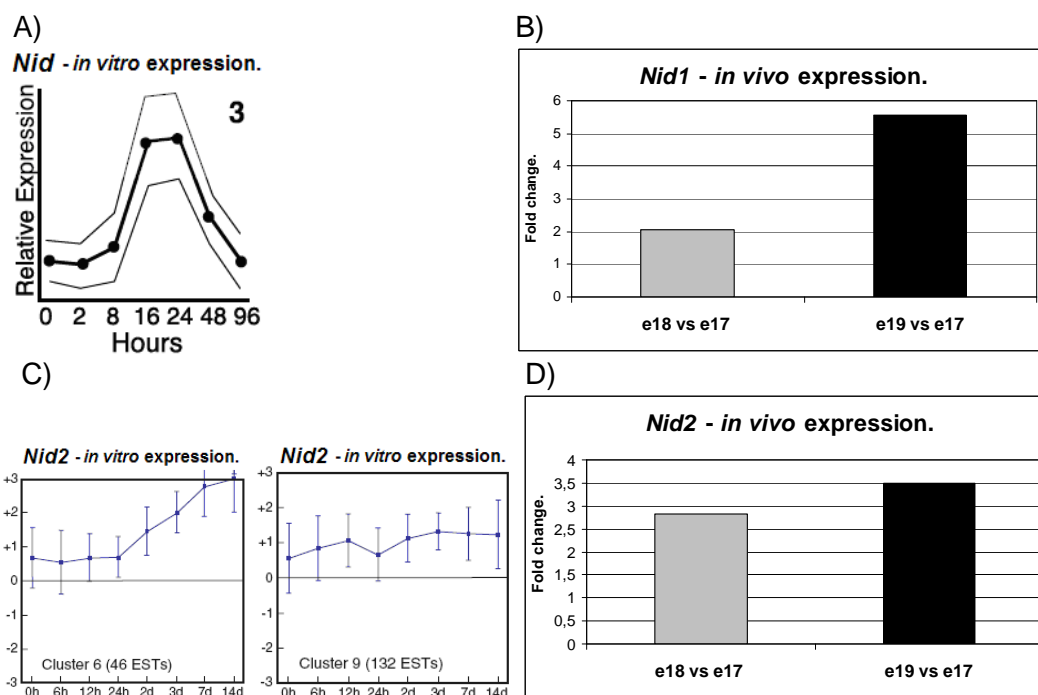 A)
Nid - in vitro expression.
3
Relative Expression
0 2 8 16 24 48 96
Hours
B)
Nid1 - in vivo expression.
Fold change.
6
5
4
3
2
1
0
e18 vs e17
e19 vs e17
C)
Nid2 - in vitro expression.
+3
+2
+1
0
-1
-2
-3
Cluster 6 (46 ESTs)
0h 6h 12h 24h 2d 3d 7d 14d
Nid2 - in vitro expression.
+3
+2
+1
0
-1
-2
-3
Cluster 9 (132 ESTs)
0h 6h 12h 24h 2d 3d 7d 14d
D)
Nid2 - in vivo expression.
Fold change.
4
3,5
3
2,5
2
1,5
1
0,5
0
e18 vs e17
e19 vs e17